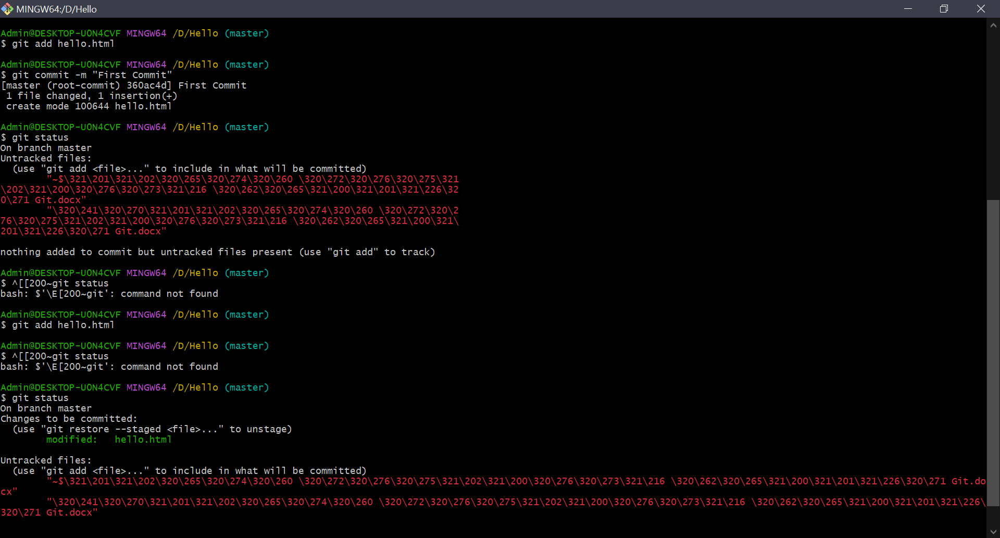 MINGW64:/D/Hello
Admin@DESKTOP-U0N4CVF MINGW64 /D/Hello (master)
$ git add hello.html
Admin@DESKTOP-U0N4CVF MINGW64 /D/Hello (master)
$ git commit -m "First Commit"
[master (root-commit) 360ac4d] First Commit
 1 file changed, 1 insertion(+)
 create mode 100644 hello.html
Admin@DESKTOP-U0N4CVF MINGW64 /D/Hello (master)
$ git status
On branch master
Untracked files:
  (use "git add <file>..." to include in what will be committed)
        "~$\321\201\321\202\320\265\320\274\320\260 \320\272\320\276\320\275\321
\202\321\200\320\276\320\273\321\216 \320\262\320\265\321\200\321\201\321\226\32
0\271 Git.docx"
        "\320\241\320\270\321\201\321\202\320\265\320\274\320\260 \320\272\320\2
76\320\275\321\202\321\200\320\276\320\273\321\216 \320\262\320\265\321\200\321\
201\321\226\320\271 Git.docx"
nothing added to commit but untracked files present (use "git add" to track)
Admin@DESKTOP-U0N4CVF MINGW64 /D/Hello (master)
$ ^[[200~git status
bash: $'\E[200~git': command not found
Admin@DESKTOP-U0N4CVF MINGW64 /D/Hello (master)
$ git add hello.html
Admin@DESKTOP-U0N4CVF MINGW64 /D/Hello (master)
$ ^[[200~git status
bash: $'\E[200~git': command not found
Admin@DESKTOP-U0N4CVF MINGW64 /D/Hello (master)
$ git status
On branch master
Changes to be committed:
  (use "git restore --staged <file>..." to unstage)
        modified:   hello.html
Untracked files:
  (use "git add <file>..." to include in what will be committed)
        "~$\321\201\321\202\320\265\320\274\320\260 \320\272\320\276\320\275\321\202\321\200\320\276\320\273\321\216 \320\262\320\265\321\200\321\201\321\226\320\271 Git.do
cx"
        "\320\241\320\270\321\201\321\202\320\265\320\274\320\260 \320\272\320\276\320\275\321\202\321\200\320\276\320\273\321\216 \320\262\320\265\321\200\321\201\321\226\
320\271 Git.docx"